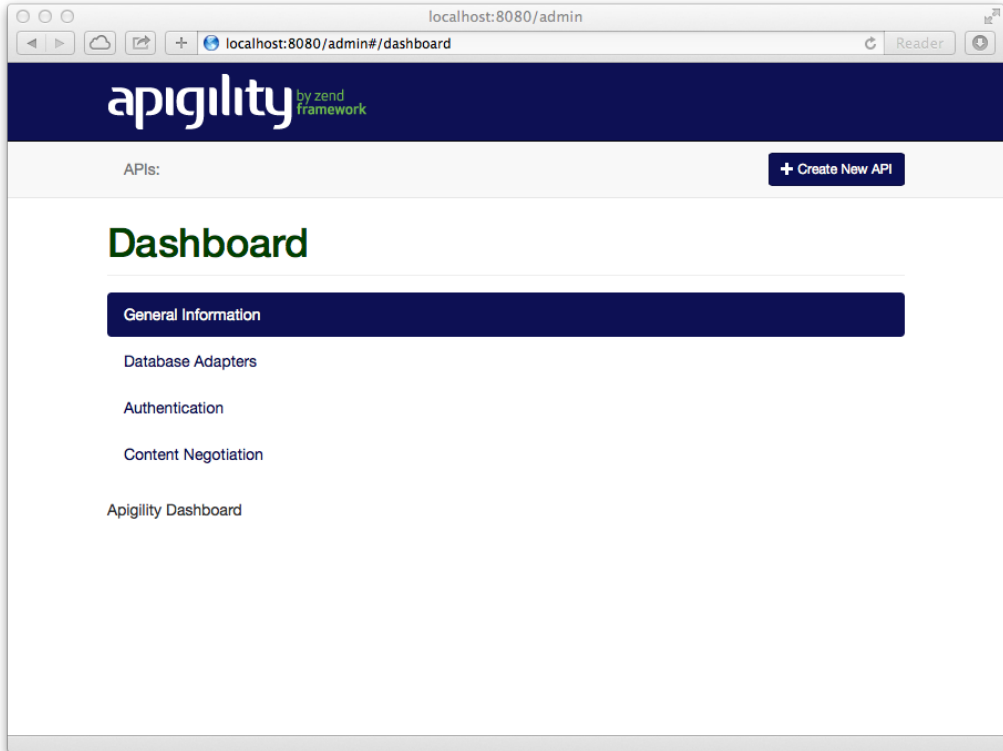 localhost:8080/admin
localhost:8080/admin#/dashboard
Reader
apigility by zend framework
APIs:
+ Create New API
Dashboard
General Information
Database Adapters
Authentication
Content Negotiation
Apigility Dashboard